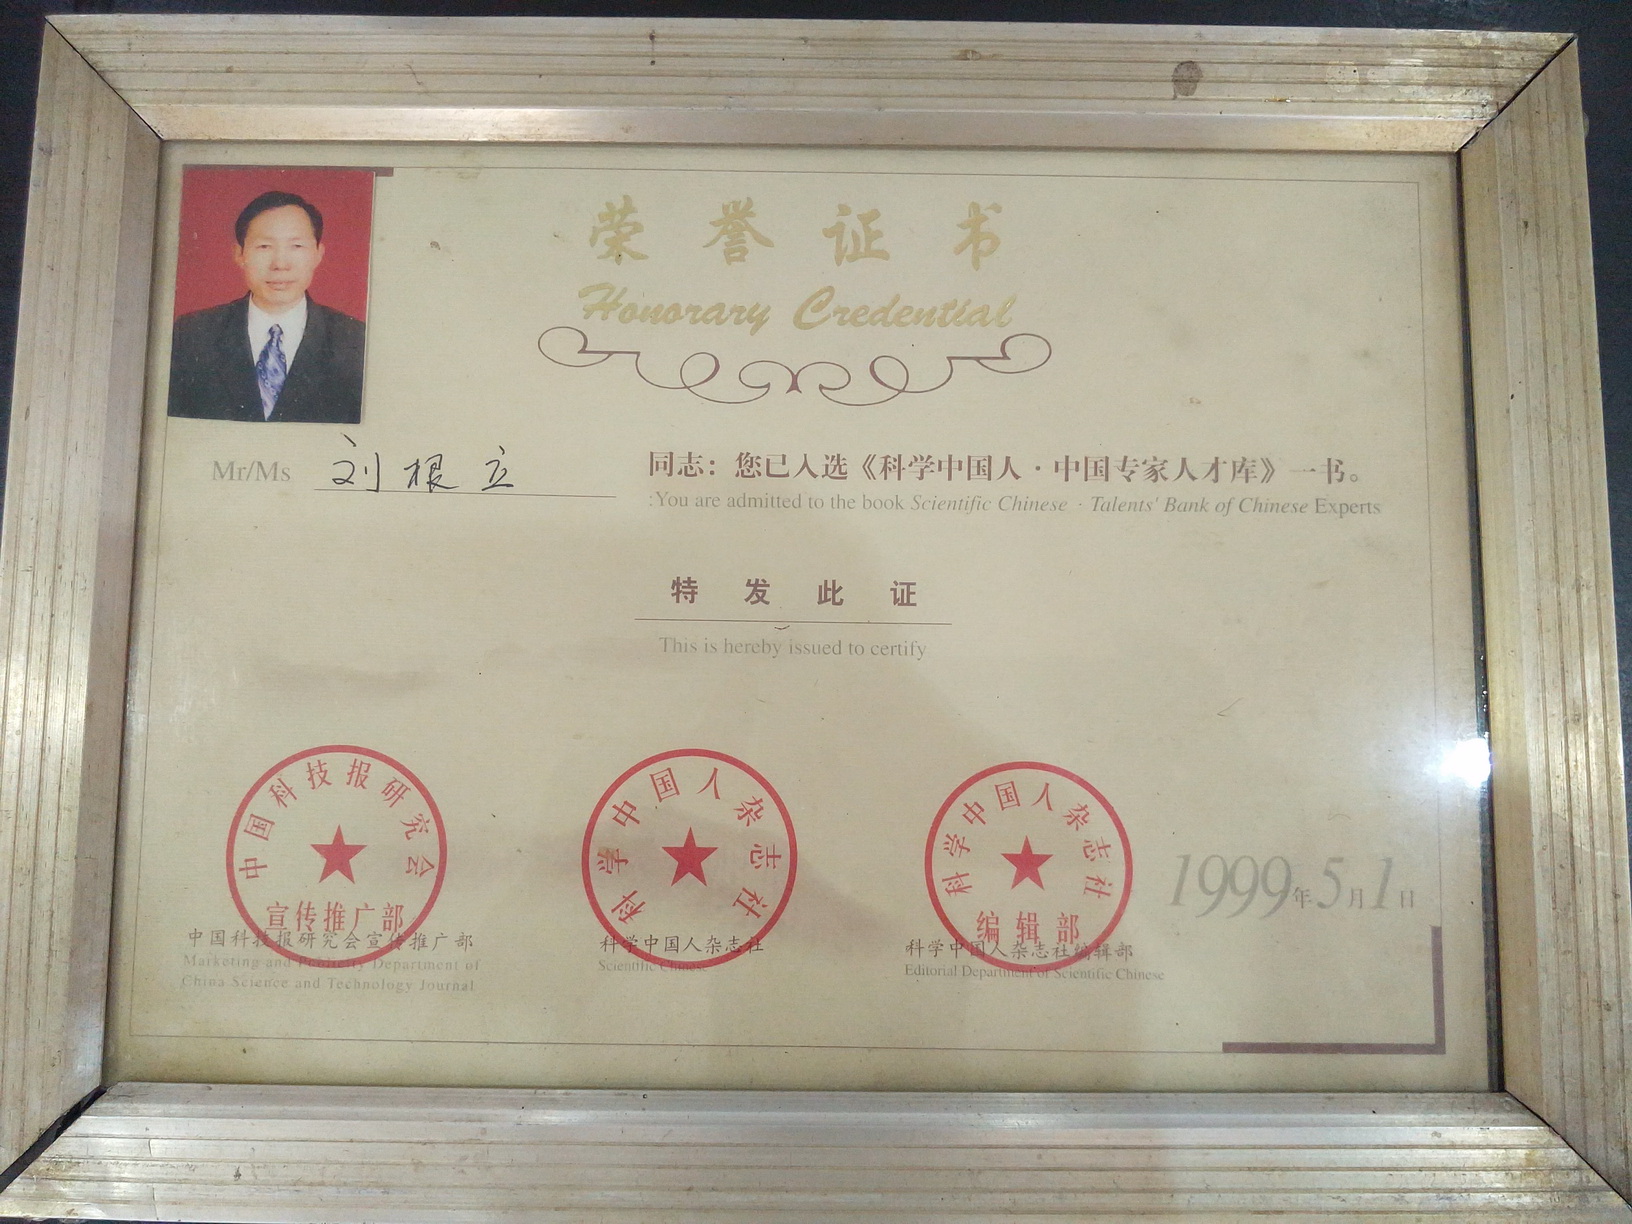 荣誉证书
Honorary Credential
Mr/Ms 刘根立 同志：您已入选《科学中国人·中国专家人才库》一书。
:You are admitted to the book Scientific Chinese · Talents' Bank of Chinese Experts
特发此证
This is hereby issued to certify
中国科技报研究会
宣传推广部
中国科技报研究会宣传推广部
Marketing and Publicity Department of
China Science and Technology Journal
科学中国人杂志社
科学中国人杂志社
Scientific Chinese
科学中国人杂志社
编辑部
科学中国人杂志社编辑部
Editorial Department of Scientific Chinese
1999年5月1日